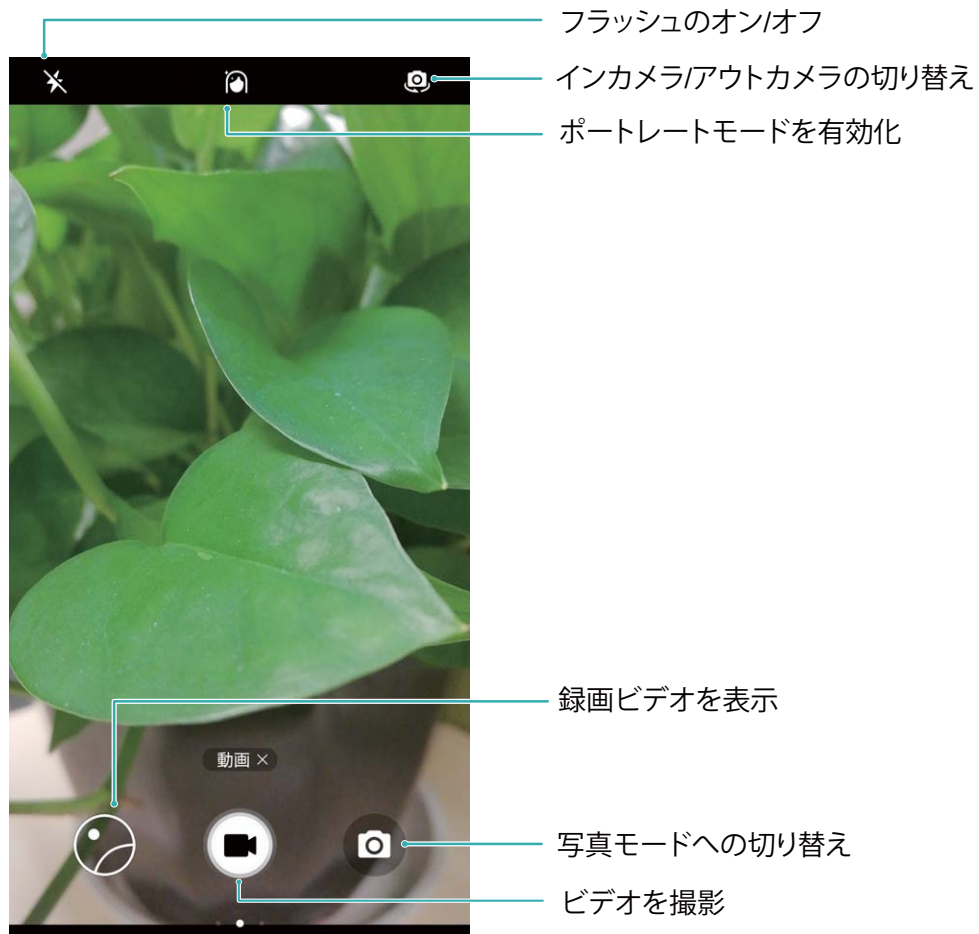 フラッシュのオン/オフ
インカメラ/アウトカメラの切り替え
ポートレートモードを有効化
録画ビデオを表示
動画 ×
写真モードへの切り替え
ビデオを撮影